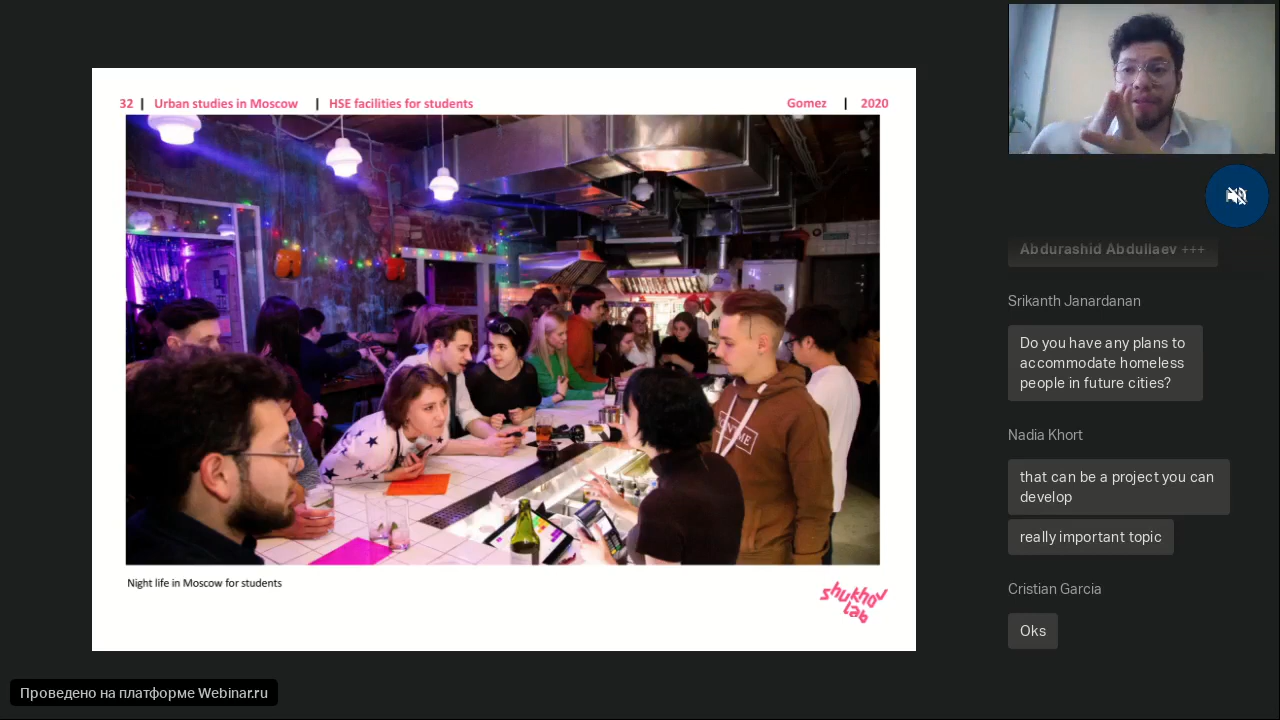 32 | Urban studies in Moscow | HSE facilities for students Gomez | 2020
Night life in Moscow for students
shukhov
lab
Abdurashid Abdullaev +++
Srikanth Janardanan
Do you have any plans to
accommodate homeless
people in future cities?
Nadia Khort
that can be a project you can
develop
really important topic
Cristian Garcia
Oks
Проведено на платформе Webinar.ru